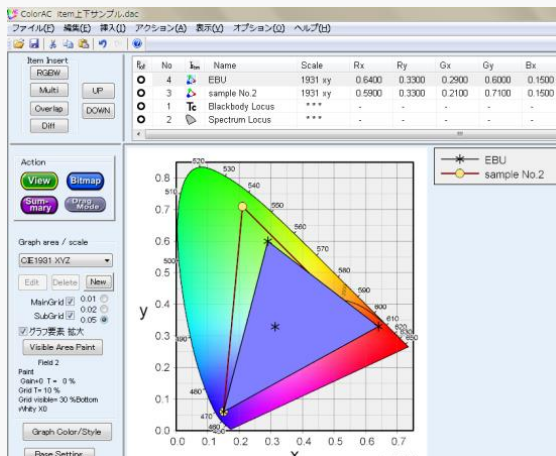 ColorAC item上下サンプル.dac
ファイル(F) 編集(E) 挿入(I) アクション(A) 表示(V) オプション(O) ヘルプ(H)
Item Insert
RGBW
Multi
UP
Overlap
DOWN
Diff
No Name Scale Rx Ry Gx Gy Bx
4 EBU 1931 xy 0.6400 0.3300 0.2900 0.6000 0.1500
3 sample No.2 1931 xy 0.5900 0.3300 0.2100 0.7100 0.1500
1 Tc Blackbody Locus *** - - - - -
2 Spectrum Locus *** - - - - -
Action
View
Bitmap
Sum-mary
Drag Mode
Graph area / scale
CIE1931 XYZ
Edit
Delete
New
MainGrid 0.01
0.02
SubGrid 0.05
グラフ要素 拡大
Visible Area Paint
Field 2
Paint
Gain=0 T= 0 %
Grid T= 10 %
Grid visible= 30 %Bottom
Whity X0
Graph Color/Style
Base Setting
EBU
sample No.2
y
0.8
0.7
0.6
0.5
0.4
0.3
0.2
0.1
0.0
0.0 0.1 0.2 0.3 0.4 0.5 0.6 0.7
x
520
530
540
550
560
570
580
590
600
610
620
650
510
500
490
480
470
460